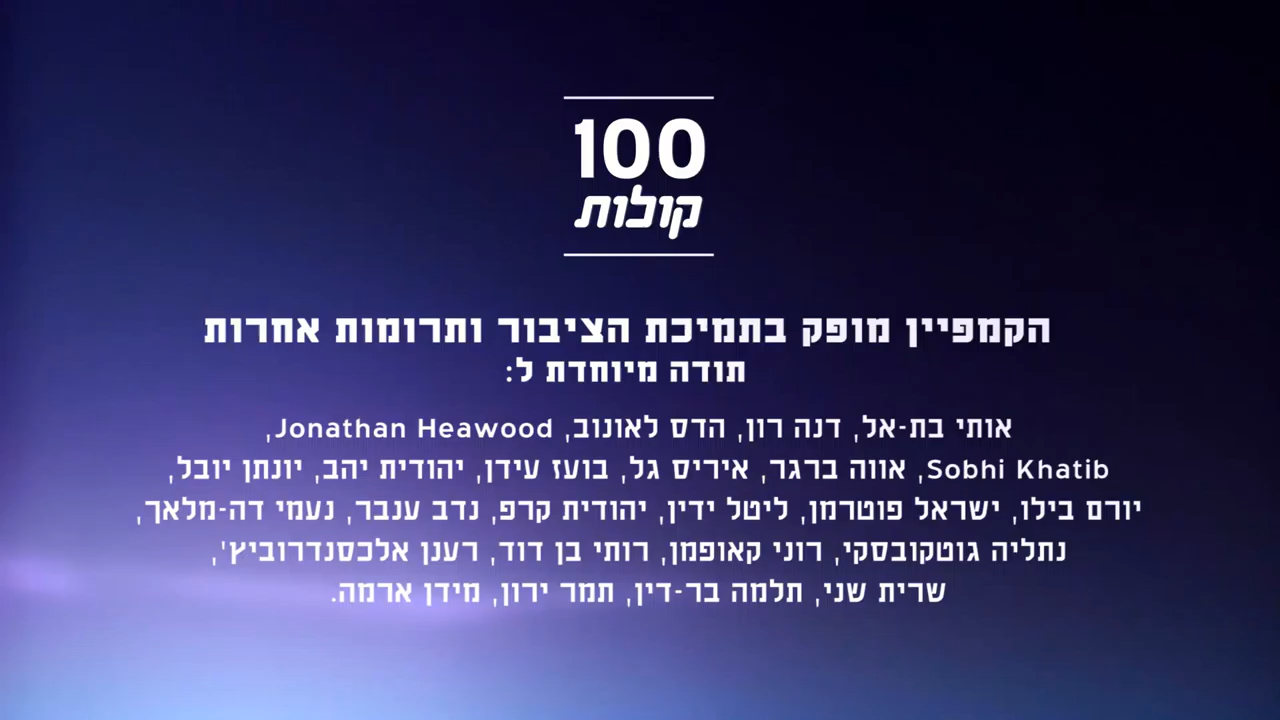 100
קולות
הקמפיין מופק בתמיכת הציבור ותרומות אחרות
תודה מיוחדת ל:
אותי בת-אל, דנה רון, הדס לאונוב, Jonathan Heawood,
Sobhi Khatib, אווה ברגר, איריס גל, בועז עידן, יהודית יהב, יונתן יובל,
יורם בילו, ישראל פוטרמן, ליטל ידין, יהודית קרפ, נדב ענבר, נעמי דה-מלאך,
נתליה גוטקובסקי, רוני קאופמן, רותי בן דוד, רענן אלכסנדרוביץ',
שרית שני, תלמה בר-דין, תמר ירון, מידן ארמה.